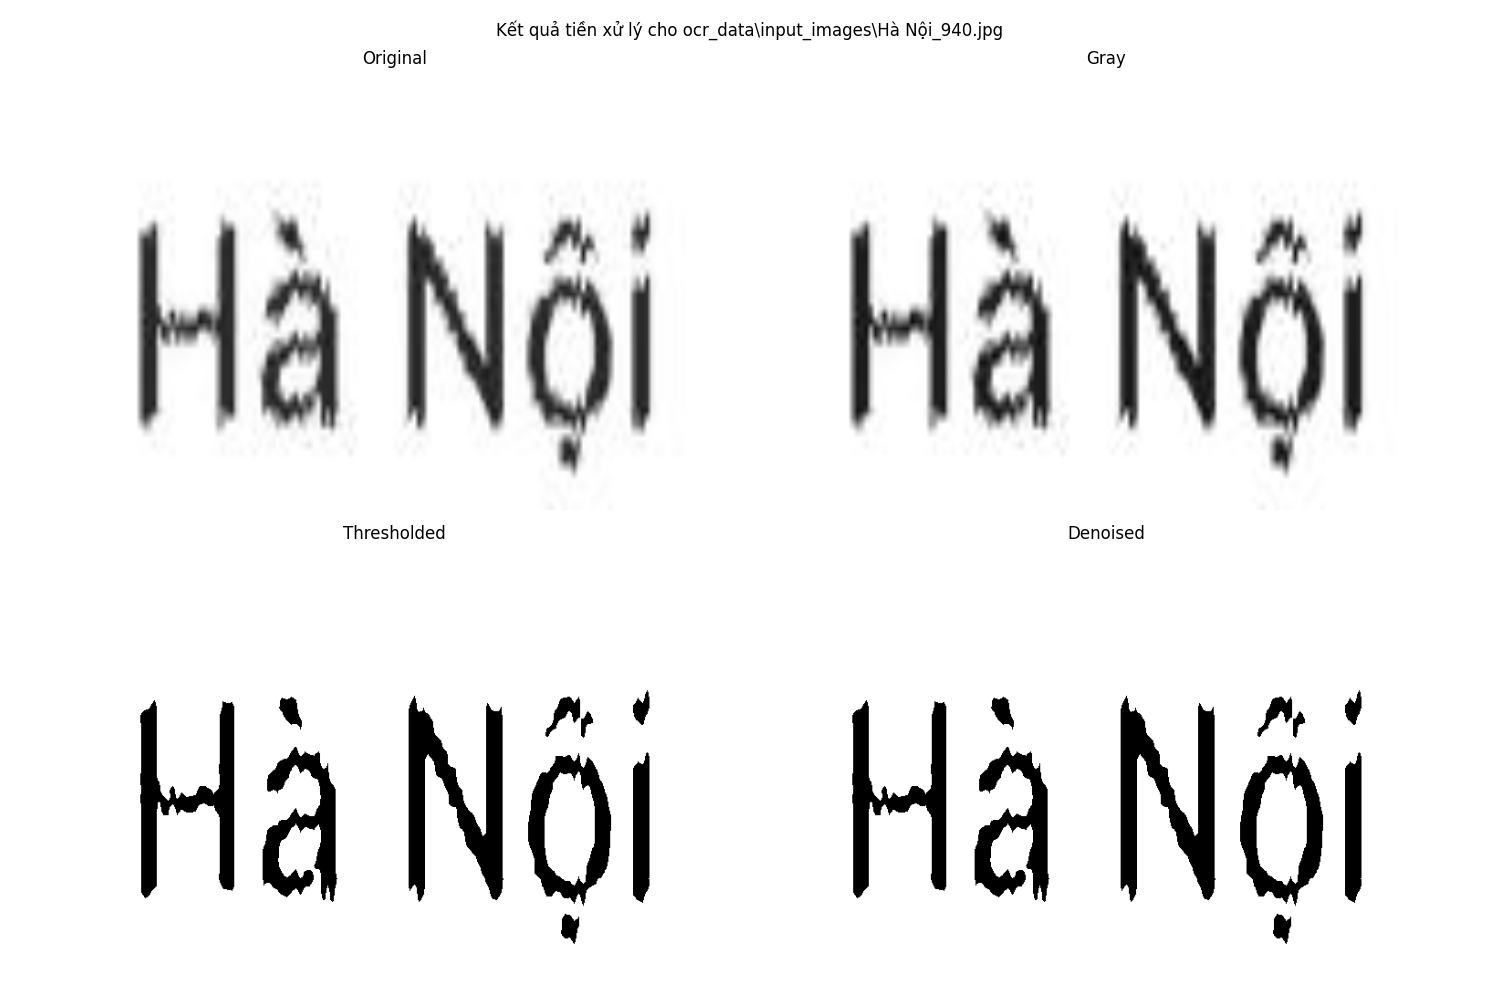 Kết quả tiền xử lý cho ocr_data\input_images\Hà Nội_940.jpg
Original
Gray
Hà Nội
Hà Nội
Thresholded
Denoised
Hà Nội
Hà Nội